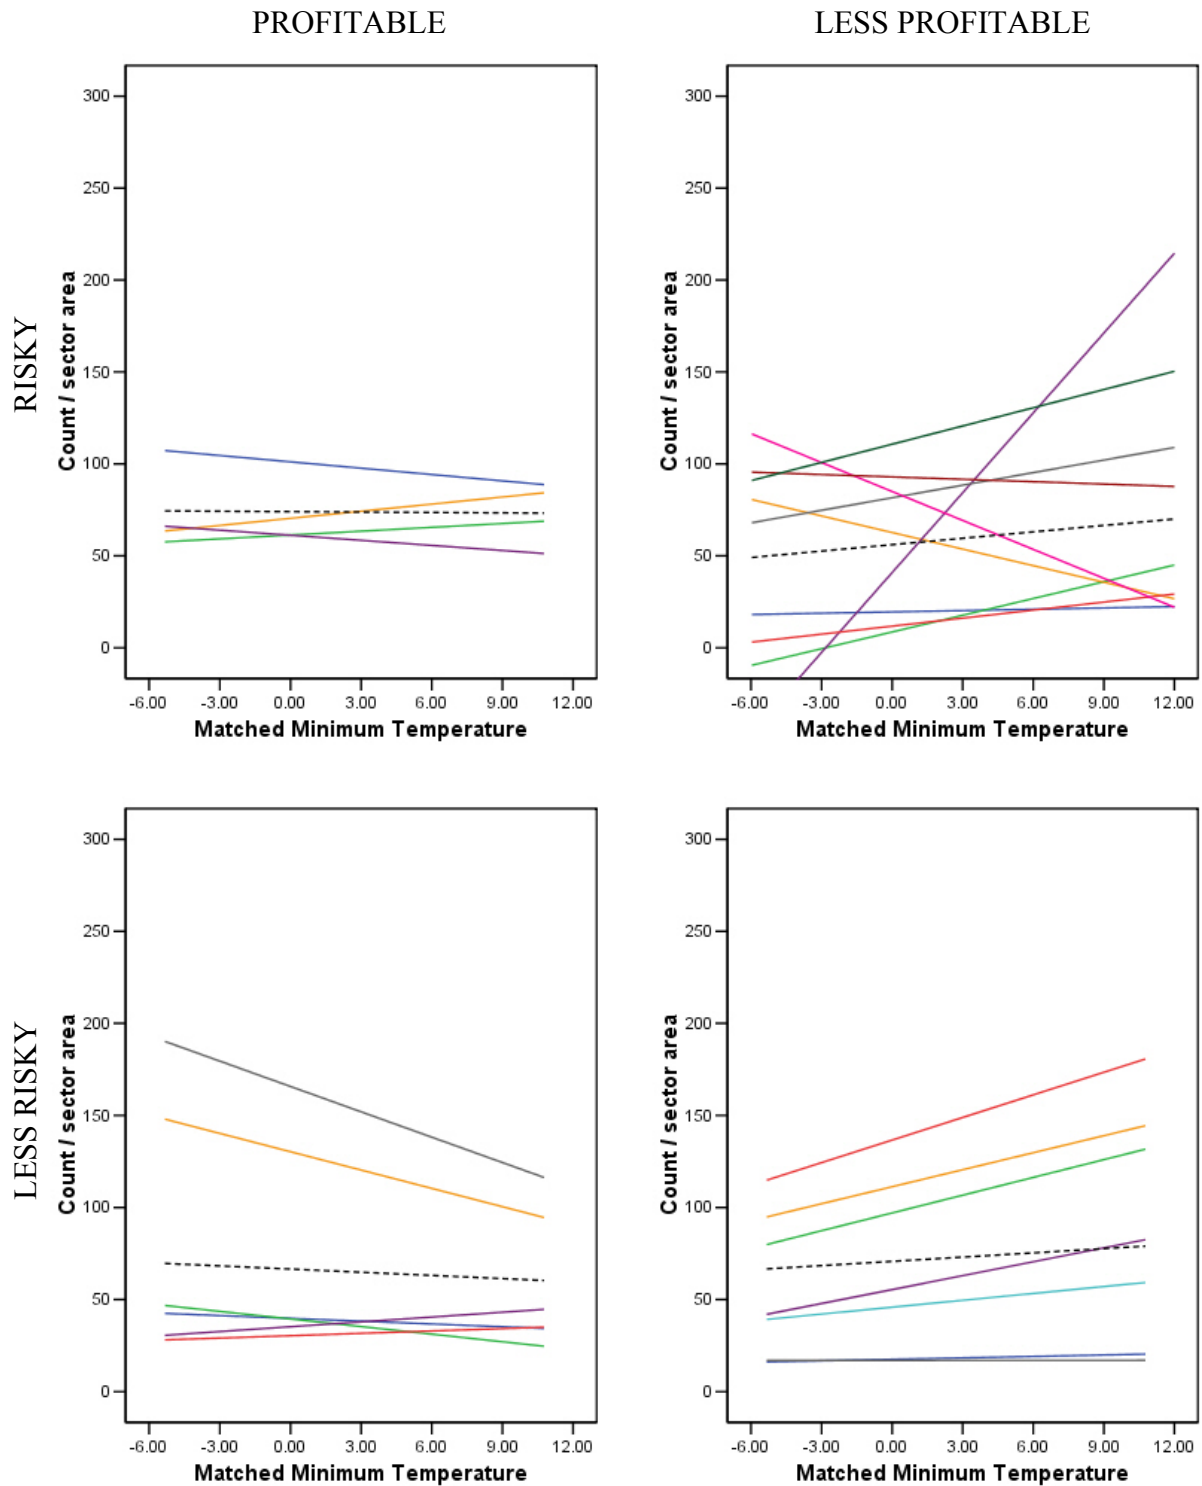 PROFITABLE
LESS PROFITABLE
RISKY
Count / sector area
300
250
200
150
100
50
0
-6.00 -3.00 0.00 3.00 6.00 9.00 12.00
Matched Minimum Temperature
Count / sector area
300
250
200
150
100
50
0
-6.00 -3.00 0.00 3.00 6.00 9.00 12.00
Matched Minimum Temperature
LESS RISKY
Count / sector area
300
250
200
150
100
50
0
-6.00 -3.00 0.00 3.00 6.00 9.00 12.00
Matched Minimum Temperature
Count / sector area
300
250
200
150
100
50
0
-6.00 -3.00 0.00 3.00 6.00 9.00 12.00
Matched Minimum Temperature